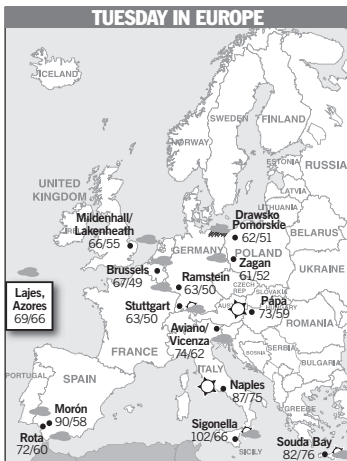 TUESDAY IN EUROPE
ICELAND
SWEDEN
FINLAND
NORWAY
ESTONIA
RUSSIA
LATVIA
LITHUANIA
UNITED
KINGDOM
Mildenhall/
Lakenheath
66/55
Drawsko
Pomorskie
62/51
BELARUS
GERMANY
POLAND
Zagan
61/52
UKRAINE
Brussels
67/49
Ramstein
63/50
CZECH
REP
SLOVAKIA
Lajes,
Azores
69/66
Stuttgart
63/50
Pápa
73/59
HUNGARY
ROMANIA
Aviano/
Vicenza
74/62
FRANCE
BOSNIA
SERBIA
BULGARIA
ITALY
PORTUGAL
SPAIN
Naples
87/75
Morón
90/58
GREECE
Sigonella
102/66
Rota
72/60
SICILY
Souda Bay
82/76